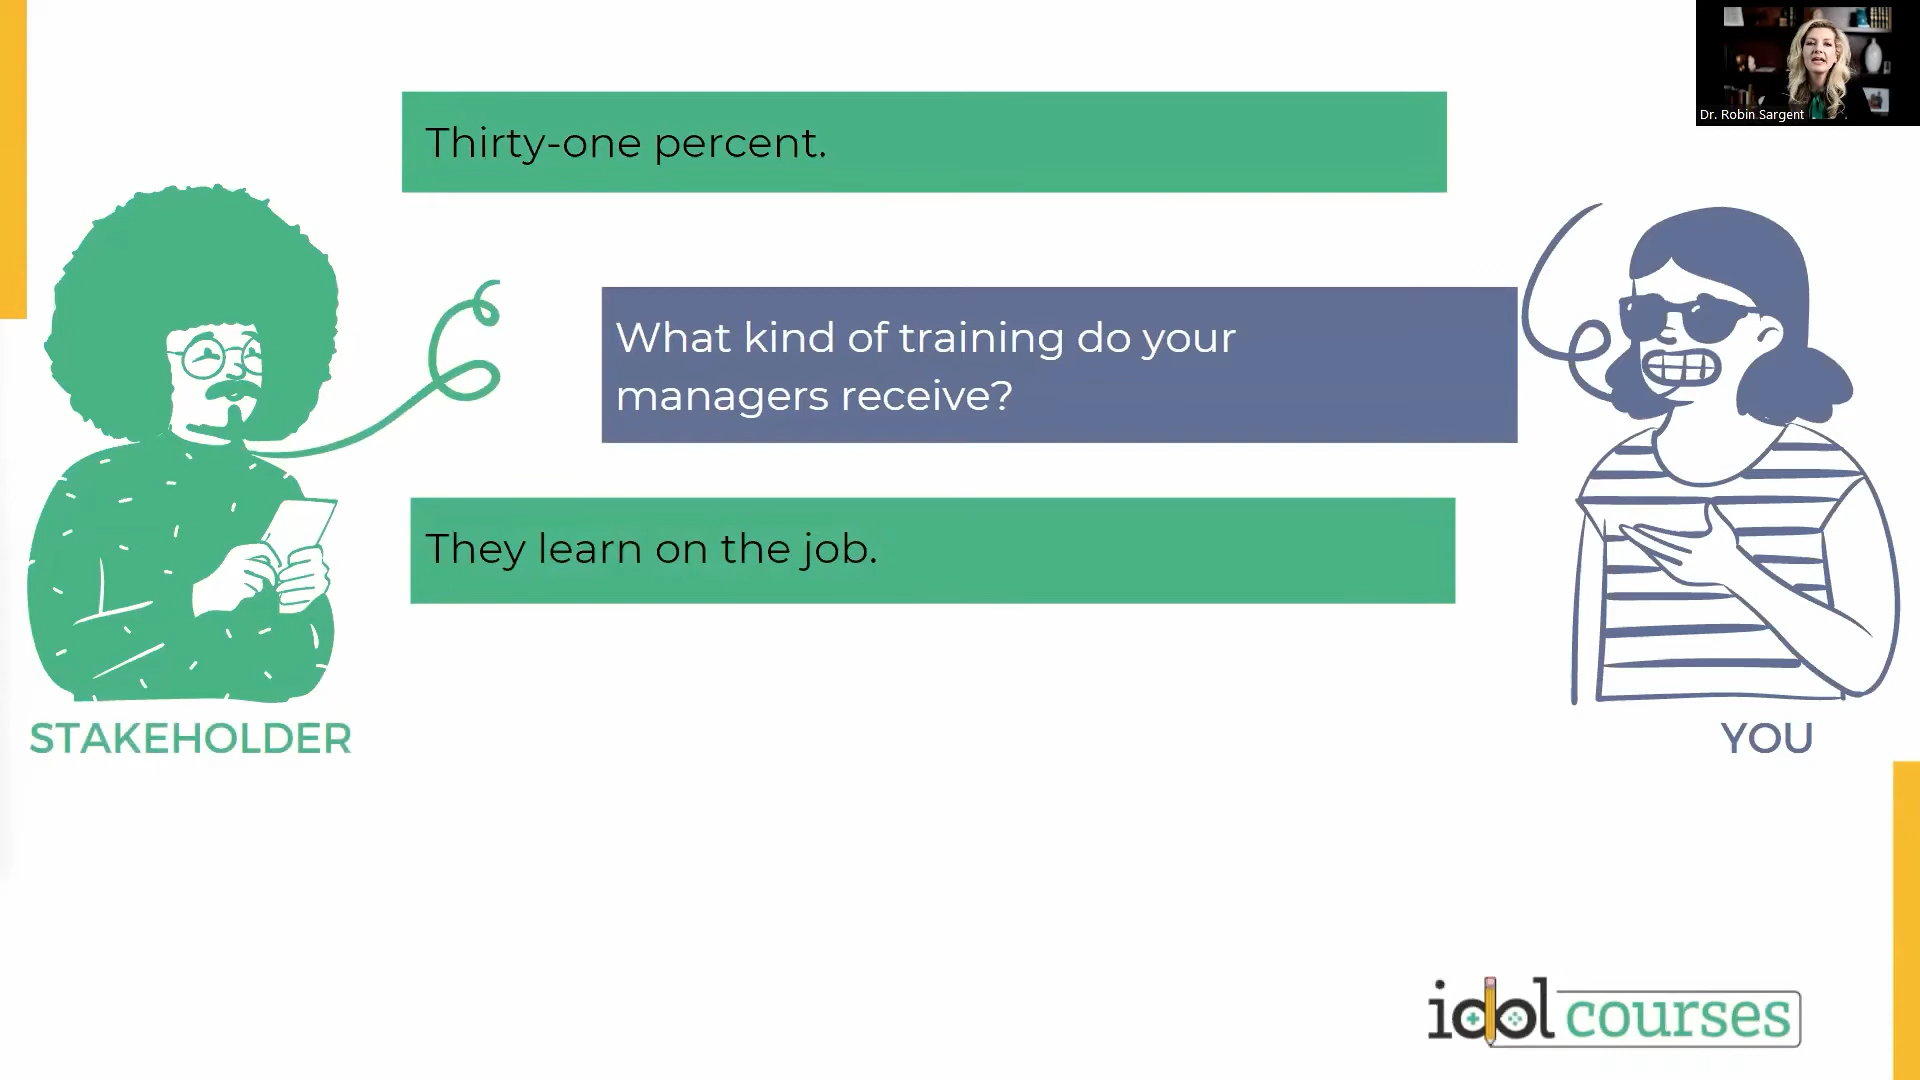 Dr. Robin Sargent
Thirty-one percent.
What kind of training do your
managers receive?
They learn on the job.
STAKEHOLDER
YOU
idol courses